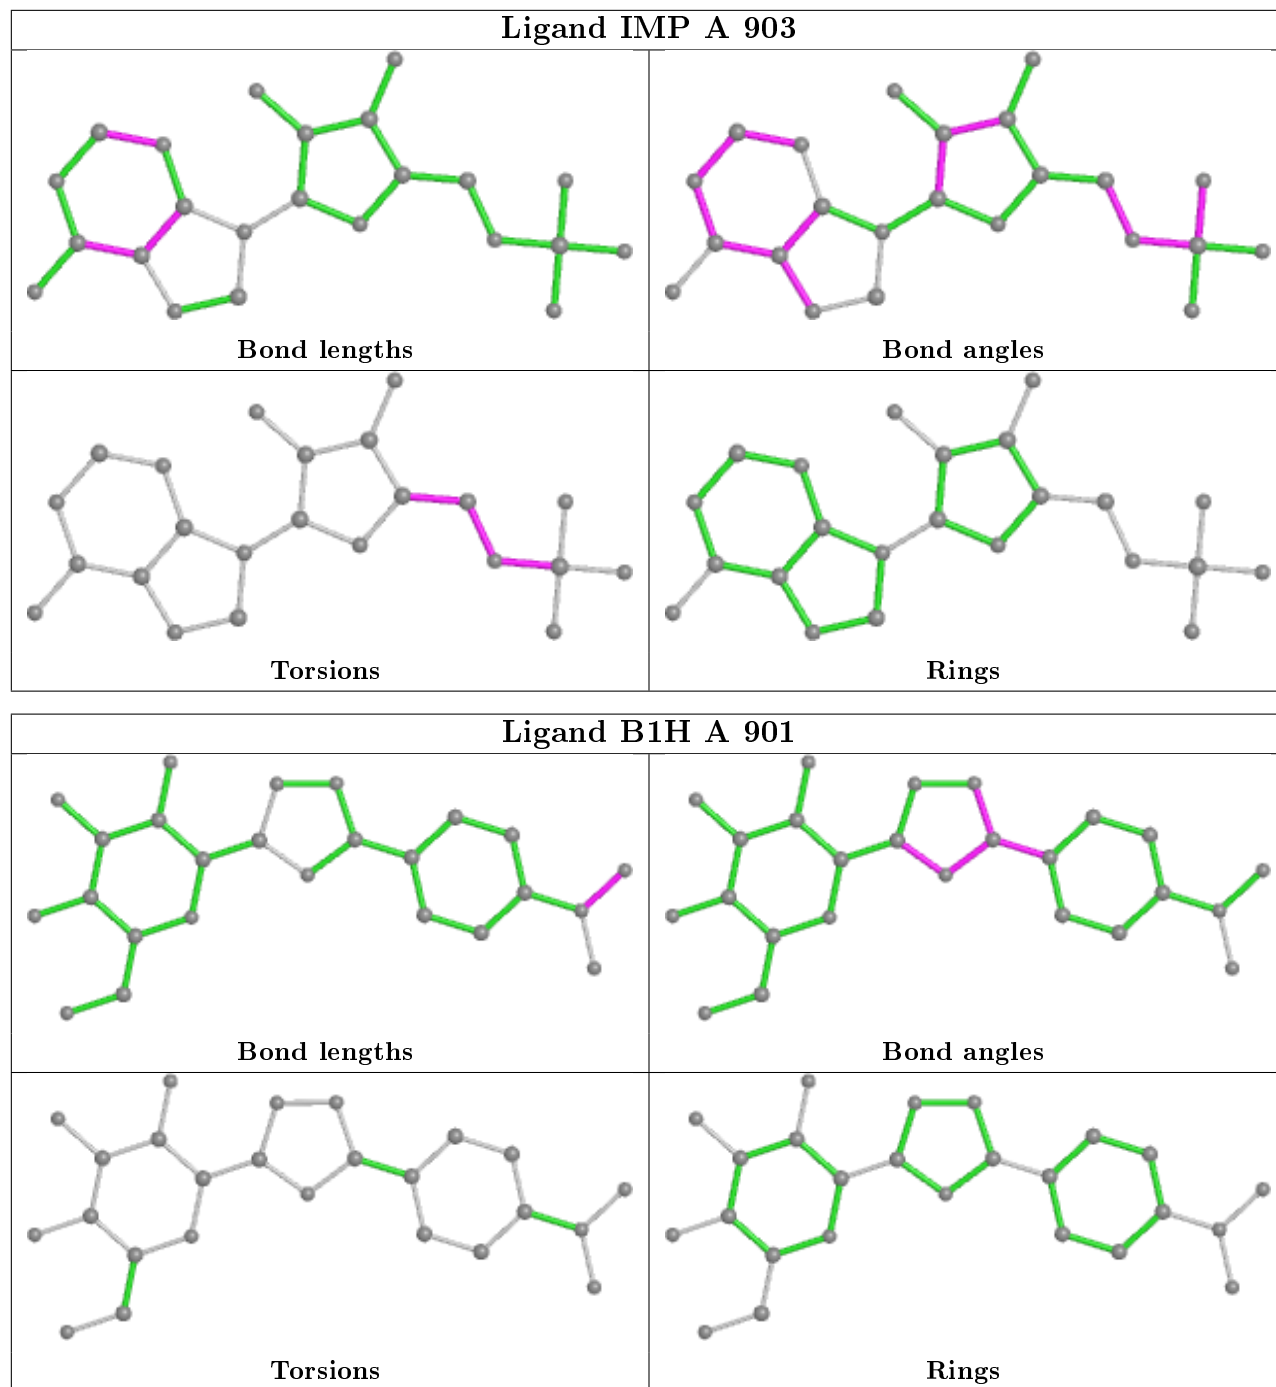 Ligand IMP A 903
Bond lengths
Bond angles
Torsions
Rings
Ligand B1H A 901
Bond lengths
Bond angles
Torsions
Rings